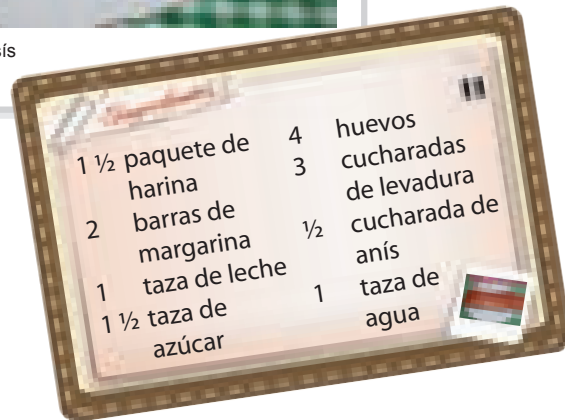 sís
1 ½ paquete de
harina
2 barras de
margarina
1 taza de leche
1 ½ taza de
azúcar
4 huevos
3 cucharadas
de levadura
½ cucharada de
anís
1 taza de
agua